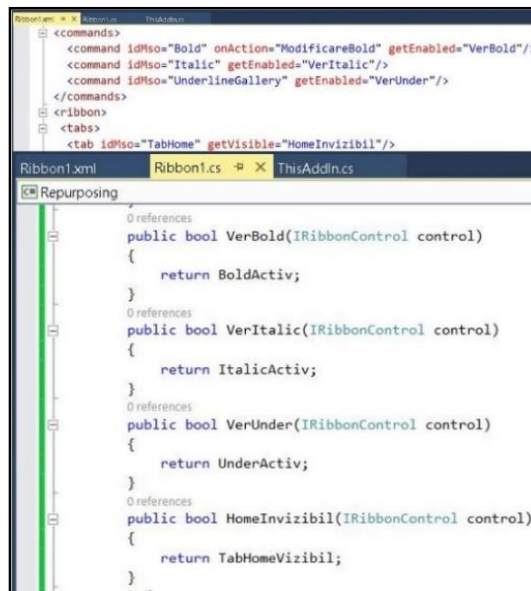 Ribbon1.xml Ribbon1.cs ThisAddIn.cs
<commands>
<command idMso="Bold" onAction="ModificareBold" getEnabled="VerBold"/>
<command idMso="Italic" getEnabled="VerItalic"/>
<command idMso="UnderlineGallery" getEnabled="VerUnder"/>
</commands>
<ribbon>
<tabs>
<tab idMso="TabHome" getVisible="HomeInvizibil"/>
Ribbon1.xml Ribbon1.cs ThisAddIn.cs
C# Repurposing
}
0 references
public bool VerBold(IRibbonControl control)
{
return BoldActiv;
}
0 references
public bool VerItalic(IRibbonControl control)
{
return ItalicActiv;
}
0 references
public bool VerUnder(IRibbonControl control)
{
return UnderActiv;
}
0 references
public bool HomeInvizibil(IRibbonControl control)
{
return TabHomeVizibil;
}